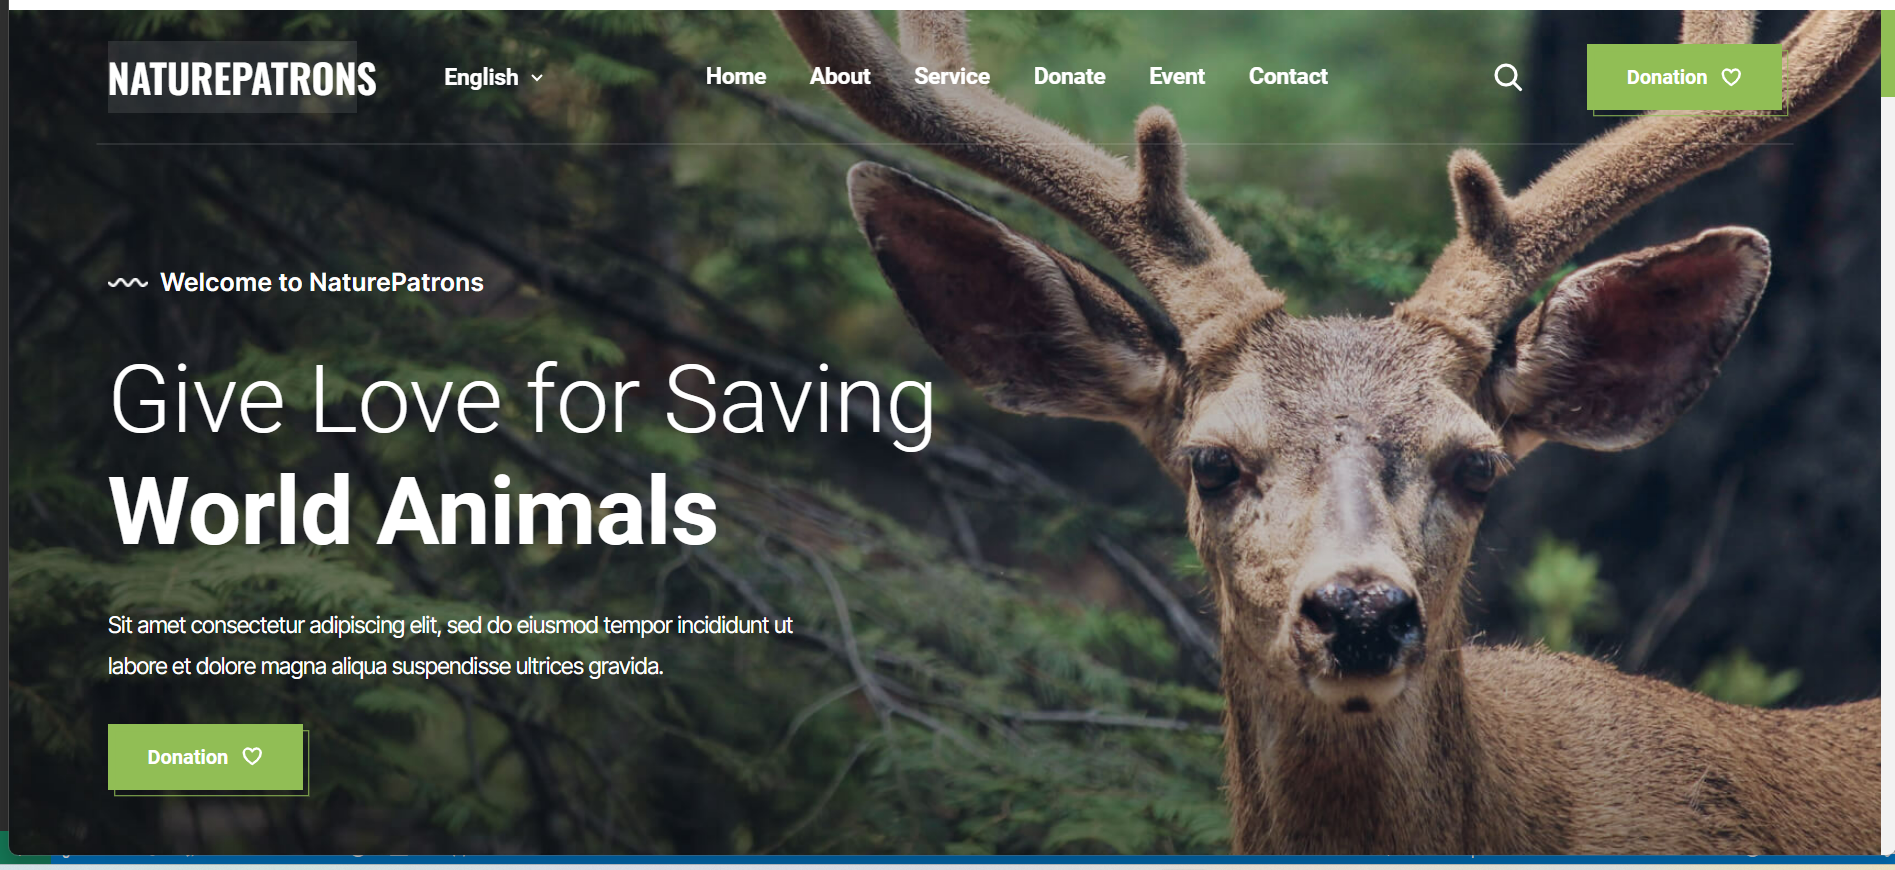 NATUREPATRONS
English
Home About Service Donate Event Contact
Donation
Welcome to NaturePatrons
Give Love for Saving
World Animals
Sit amet consectetur adipiscing elit, sed do eiusmod tempor incididunt ut
labore et dolore magna aliqua suspendisse ultrices gravida.
Donation